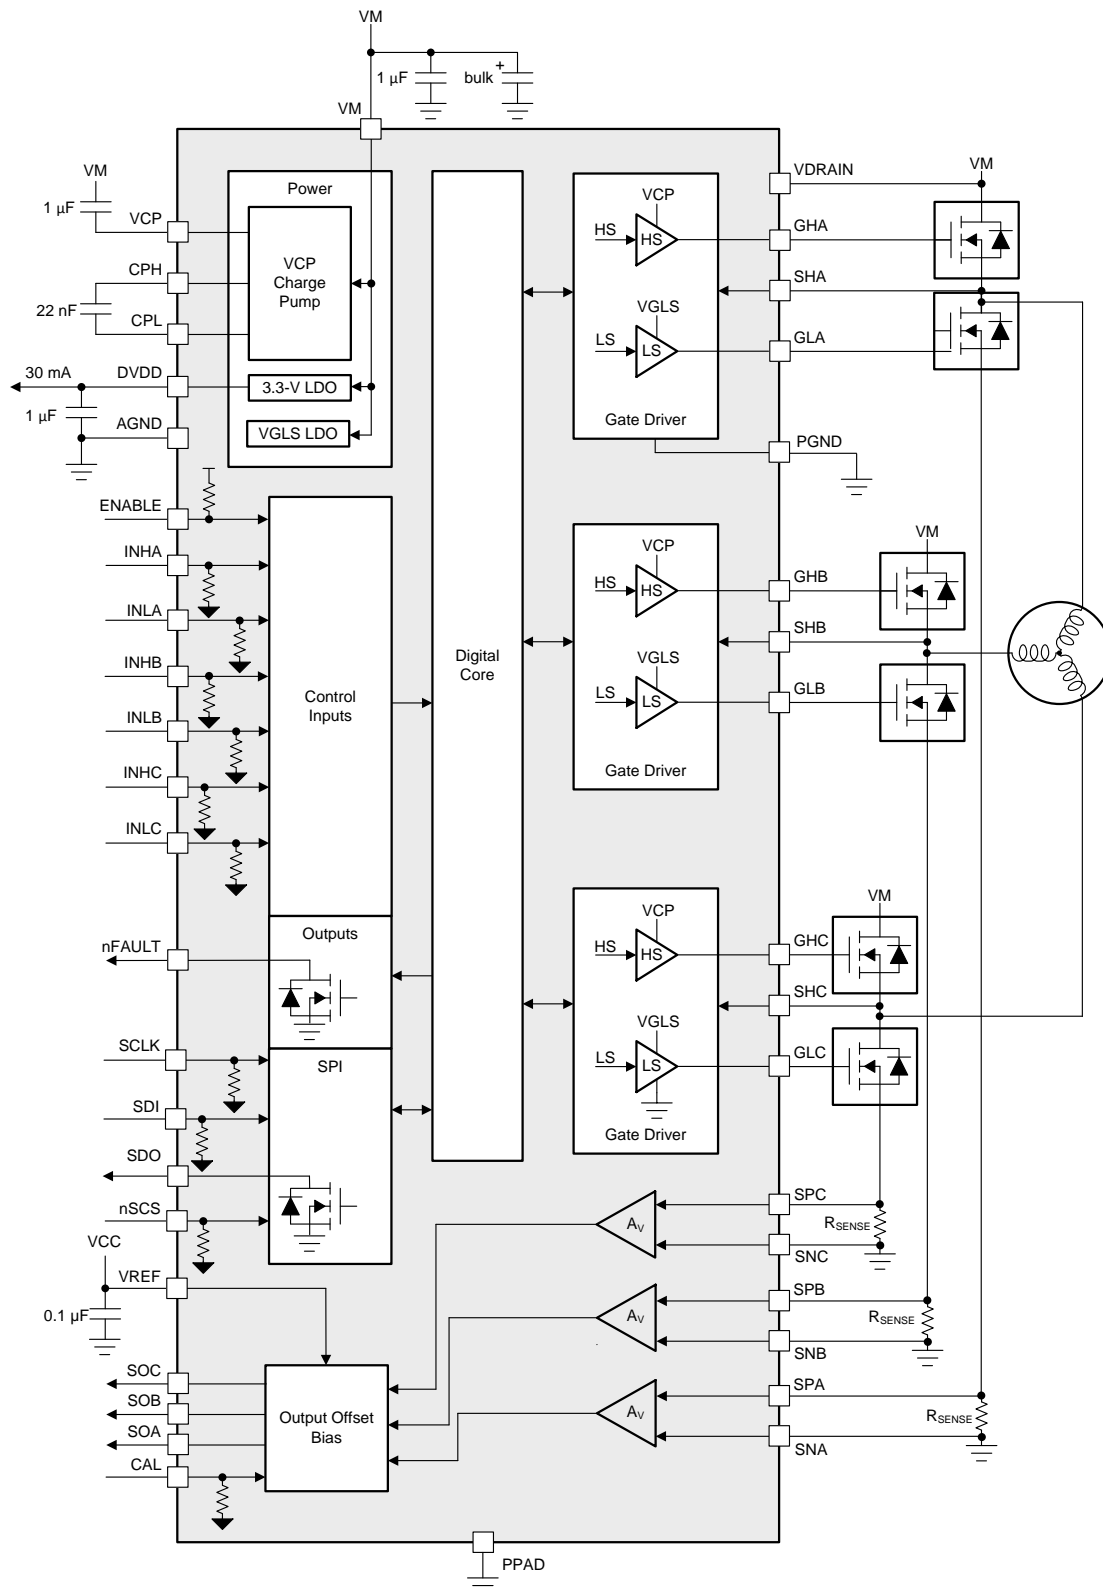 VM
1 µF
bulk
+
VM
VM
1 µF
VCP
CPH
22 nF
CPL
30 mA
DVDD
1 µF
AGND
Power
VCP
Charge
Pump
3.3-V LDO
VGLS LDO
ENABLE
INHA
INLA
INHB
INLB
INHC
INLC
Control
Inputs
nFAULT
Outputs
SCLK
SDI
SDO
nSCS
SPI
Digital
Core
VCP
HS
HS
VGLS
LS
LS
Gate Driver
VDRAIN
GHA
SHA
GLA
PGND
VM
VCP
HS
HS
VGLS
LS
LS
Gate Driver
GHB
SHB
GLB
VM
VCP
HS
HS
VGLS
LS
LS
Gate Driver
GHC
SHC
GLC
VM
AV
SPC
RSENSE
SNC
AV
SPB
RSENSE
SNB
AV
SPA
RSENSE
SNA
VCC
VREF
0.1 µF
SOC
SOB
SOA
CAL
Output Offset
Bias
PPAD